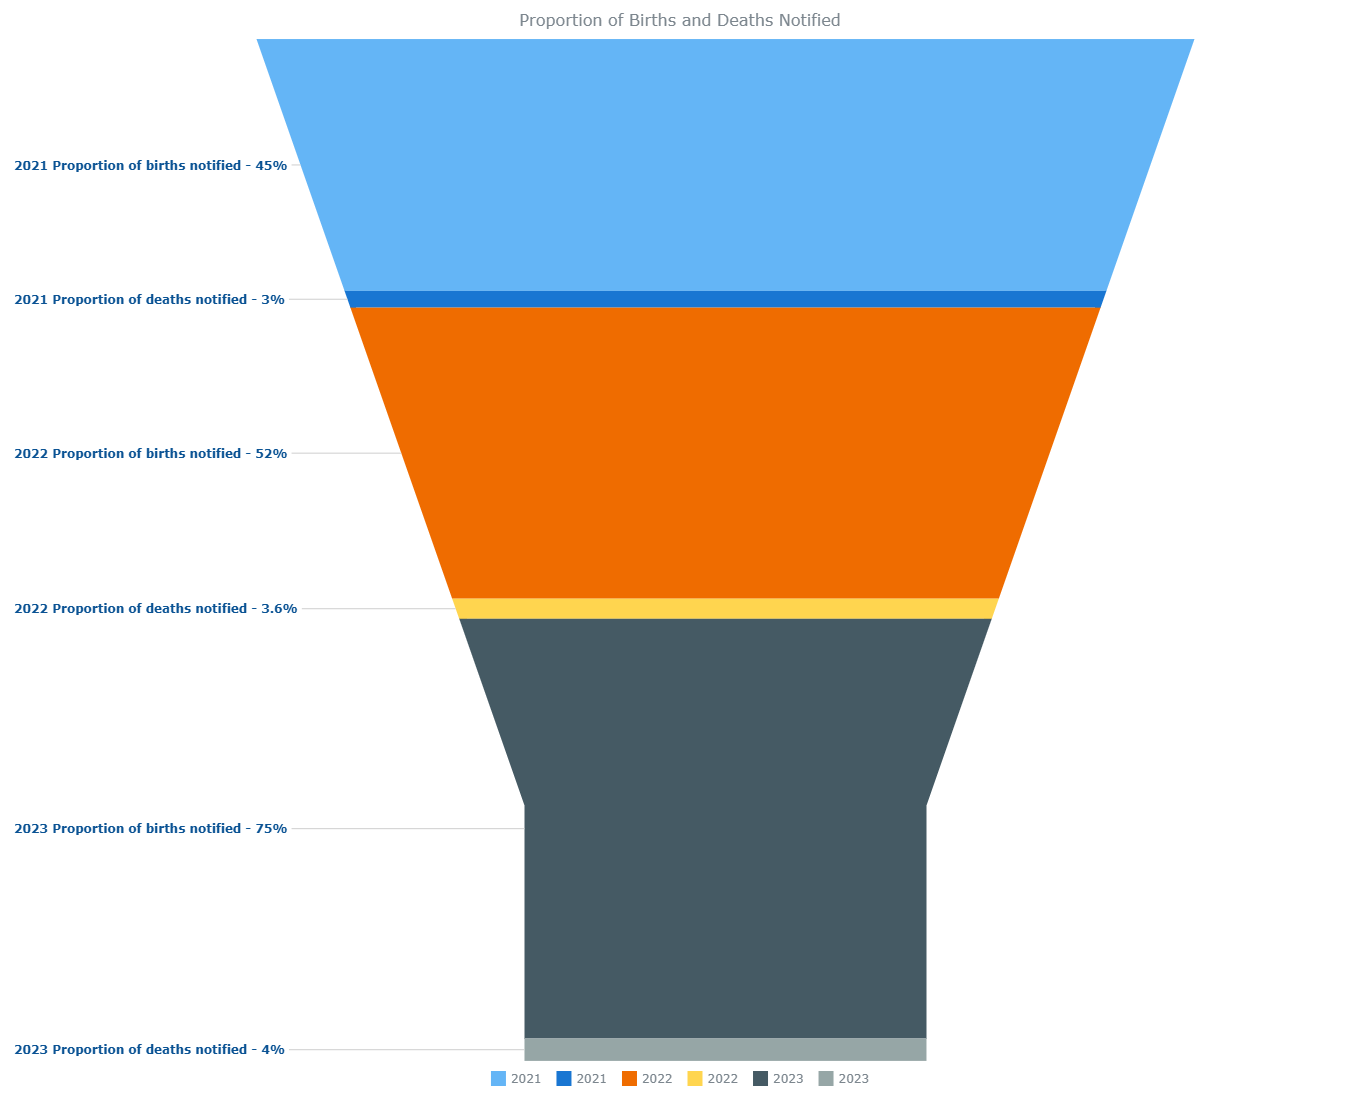 Proportion of Births and Deaths Notified
2021 Proportion of births notified - 45%
2021 Proportion of deaths notified - 3%
2022 Proportion of births notified - 52%
2022 Proportion of deaths notified - 3.6%
2023 Proportion of births notified - 75%
2023 Proportion of deaths notified - 4%
2021 2021 2022 2022 2023 2023